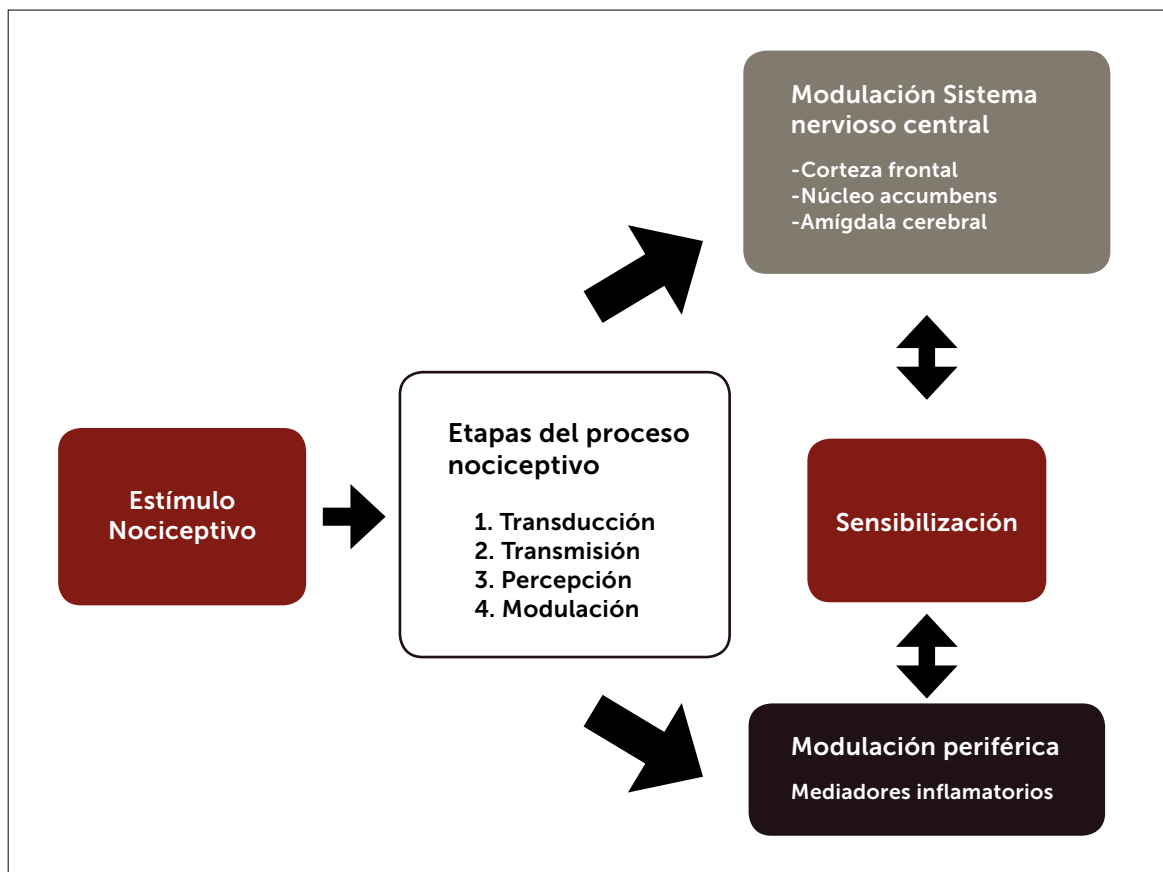 Estímulo
Nociceptivo
Etapas del proceso
nociceptivo
1. Transducción
2. Transmisión
3. Percepción
4. Modulación
Modulación Sistema
nervioso central
-Corteza frontal
-Núcleo accumbens
-Amígdala cerebral
Sensibilización
Modulación periférica
Mediadores inflamatorios